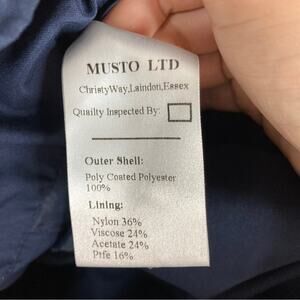 MUSTO LTD
ChristyWay,Laindon,Essex
Quailty Inspected By:
Outer Shell:
Poly Coated Polyester
100%
Lining:
Nylon 36%
Viscose 24%
Acetate 24%
Ptfe 16%